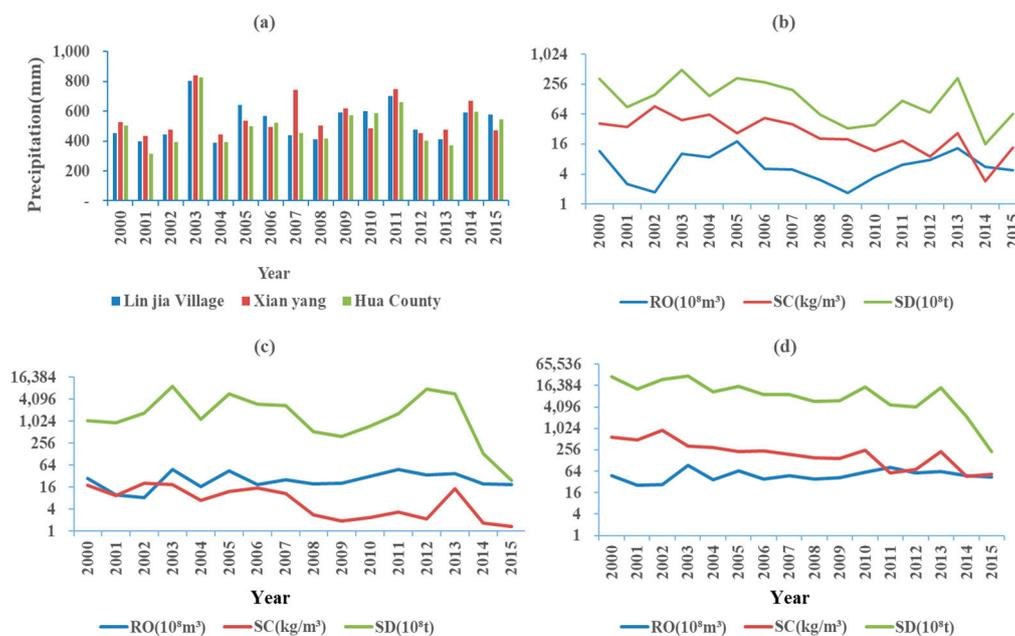 (a)
Precipitation(mm)
1,000
800
600
400
200
-
2000 2001 2002 2003 2004 2005 2006 2007 2008 2009 2010 2011 2012 2013 2014 2015
Year
Lin jia Village Xian yang Hua County
(b)
1,024
256
64
16
4
1
2000 2001 2002 2003 2004 2005 2006 2007 2008 2009 2010 2011 2012 2013 2014 2015
RO(10⁸m³) SC(kg/m³) SD(10⁸t)
(c)
16,384
4,096
1,024
256
64
16
4
1
2000 2001 2002 2003 2004 2005 2006 2007 2008 2009 2010 2011 2012 2013 2014 2015
Year
RO(10⁸m³) SC(kg/m³) SD(10⁸t)
(d)
65,536
16,384
4,096
1,024
256
64
16
4
1
2000 2001 2002 2003 2004 2005 2006 2007 2008 2009 2010 2011 2012 2013 2014 2015
Year
RO(10⁸m³) SC(kg/m³) SD(10⁸t)